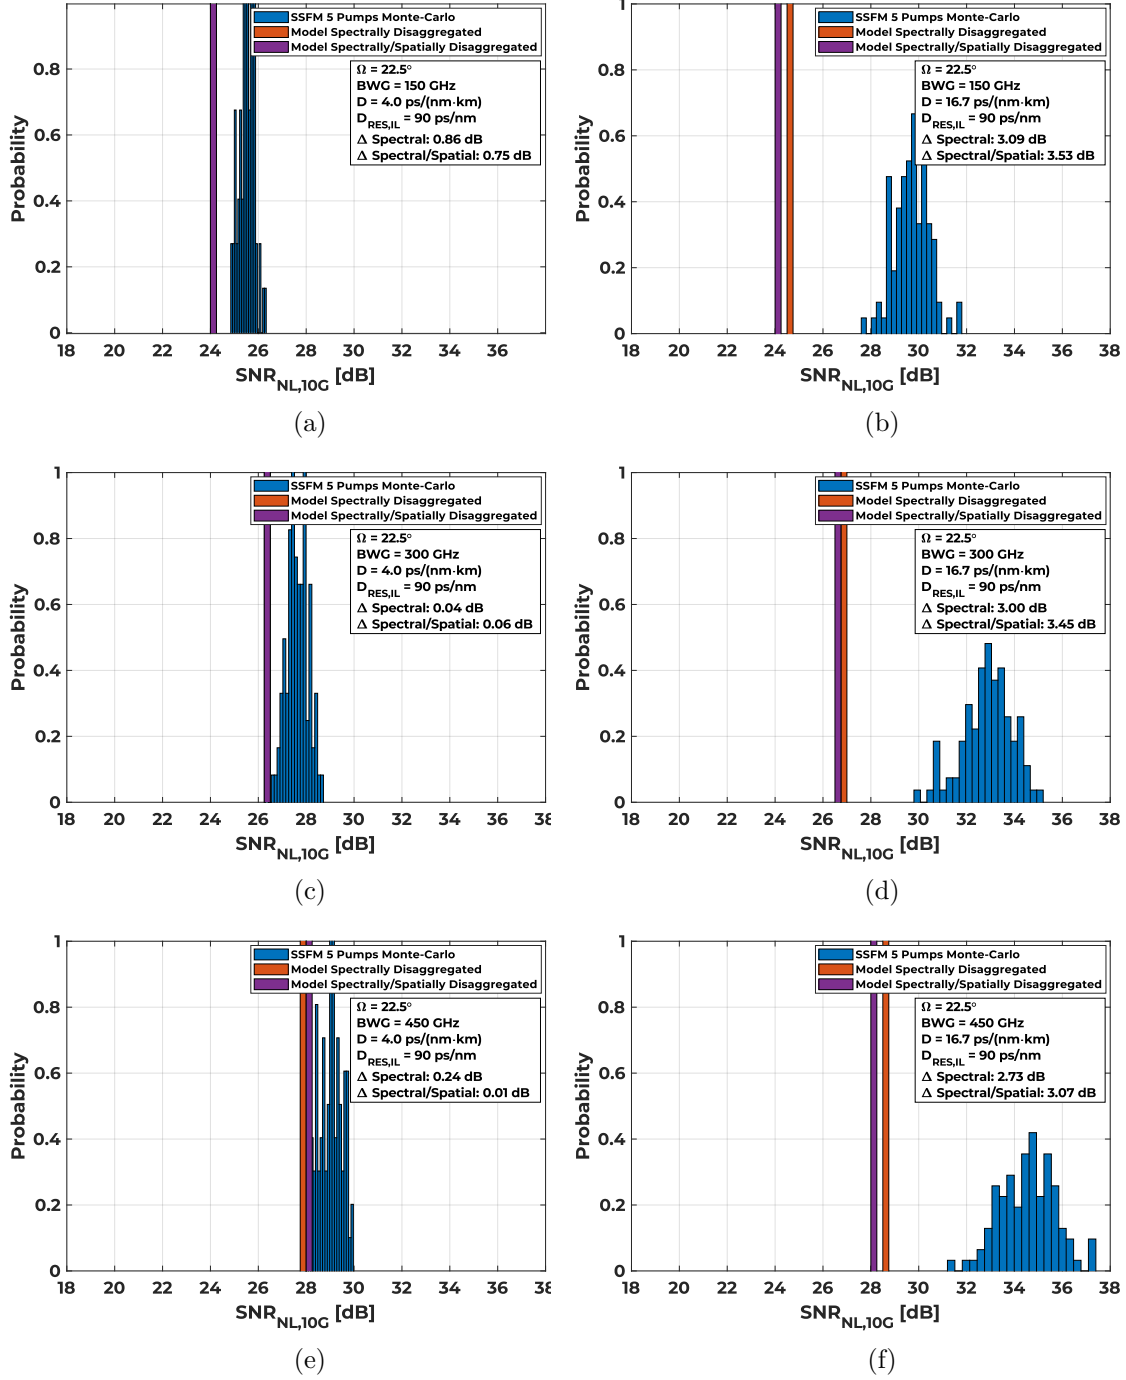 SSFM 5 Pumps Monte-Carlo
Model Spectrally Disaggregated
Model Spectrally/Spatially Disaggregated
Ω = 22.5°
BWG = 150 GHz
D = 4.0 ps/(nm·km)
D_RES,IL = 90 ps/nm
Δ Spectral: 0.86 dB
Δ Spectral/Spatial: 0.75 dB
Probability
0.8
0.6
0.4
0.2
0
18 20 22 24 26 28 30 32 34 36
SNR_NL,10G [dB]
(a)
SSFM 5 Pumps Monte-Carlo
Model Spectrally Disaggregated
Model Spectrally/Spatially Disaggregated
Ω = 22.5°
BWG = 150 GHz
D = 16.7 ps/(nm·km)
D_RES,IL = 90 ps/nm
Δ Spectral: 3.09 dB
Δ Spectral/Spatial: 3.53 dB
Probability
1
0.8
0.6
0.4
0.2
0
18 20 22 24 26 28 30 32 34 36 38
SNR_NL,10G [dB]
(b)
SSFM 5 Pumps Monte-Carlo
Model Spectrally Disaggregated
Model Spectrally/Spatially Disaggregated
Ω = 22.5°
BWG = 300 GHz
D = 4.0 ps/(nm·km)
D_RES,IL = 90 ps/nm
Δ Spectral: 0.04 dB
Δ Spectral/Spatial: 0.06 dB
Probability
1
0.8
0.6
0.4
0.2
0
18 20 22 24 26 28 30 32 34 36 38
SNR_NL,10G [dB]
(c)
SSFM 5 Pumps Monte-Carlo
Model Spectrally Disaggregated
Model Spectrally/Spatially Disaggregated
Ω = 22.5°
BWG = 300 GHz
D = 16.7 ps/(nm·km)
D_RES,IL = 90 ps/nm
Δ Spectral: 3.00 dB
Δ Spectral/Spatial: 3.45 dB
Probability
1
0.8
0.6
0.4
0.2
0
18 20 22 24 26 28 30 32 34 36 38
SNR_NL,10G [dB]
(d)
SSFM 5 Pumps Monte-Carlo
Model Spectrally Disaggregated
Model Spectrally/Spatially Disaggregated
Ω = 22.5°
BWG = 450 GHz
D = 4.0 ps/(nm·km)
D_RES,IL = 90 ps/nm
Δ Spectral: 0.24 dB
Δ Spectral/Spatial: 0.01 dB
Probability
1
0.8
0.6
0.4
0.2
0
18 20 22 24 26 28 30 32 34 36 38
SNR_NL,10G [dB]
(e)
SSFM 5 Pumps Monte-Carlo
Model Spectrally Disaggregated
Model Spectrally/Spatially Disaggregated
Ω = 22.5°
BWG = 450 GHz
D = 16.7 ps/(nm·km)
D_RES,IL = 90 ps/nm
Δ Spectral: 2.73 dB
Δ Spectral/Spatial: 3.07 dB
Probability
1
0.8
0.6
0.4
0.2
0
18 20 22 24 26 28 30 32 34 36 38
SNR_NL,10G [dB]
(f)